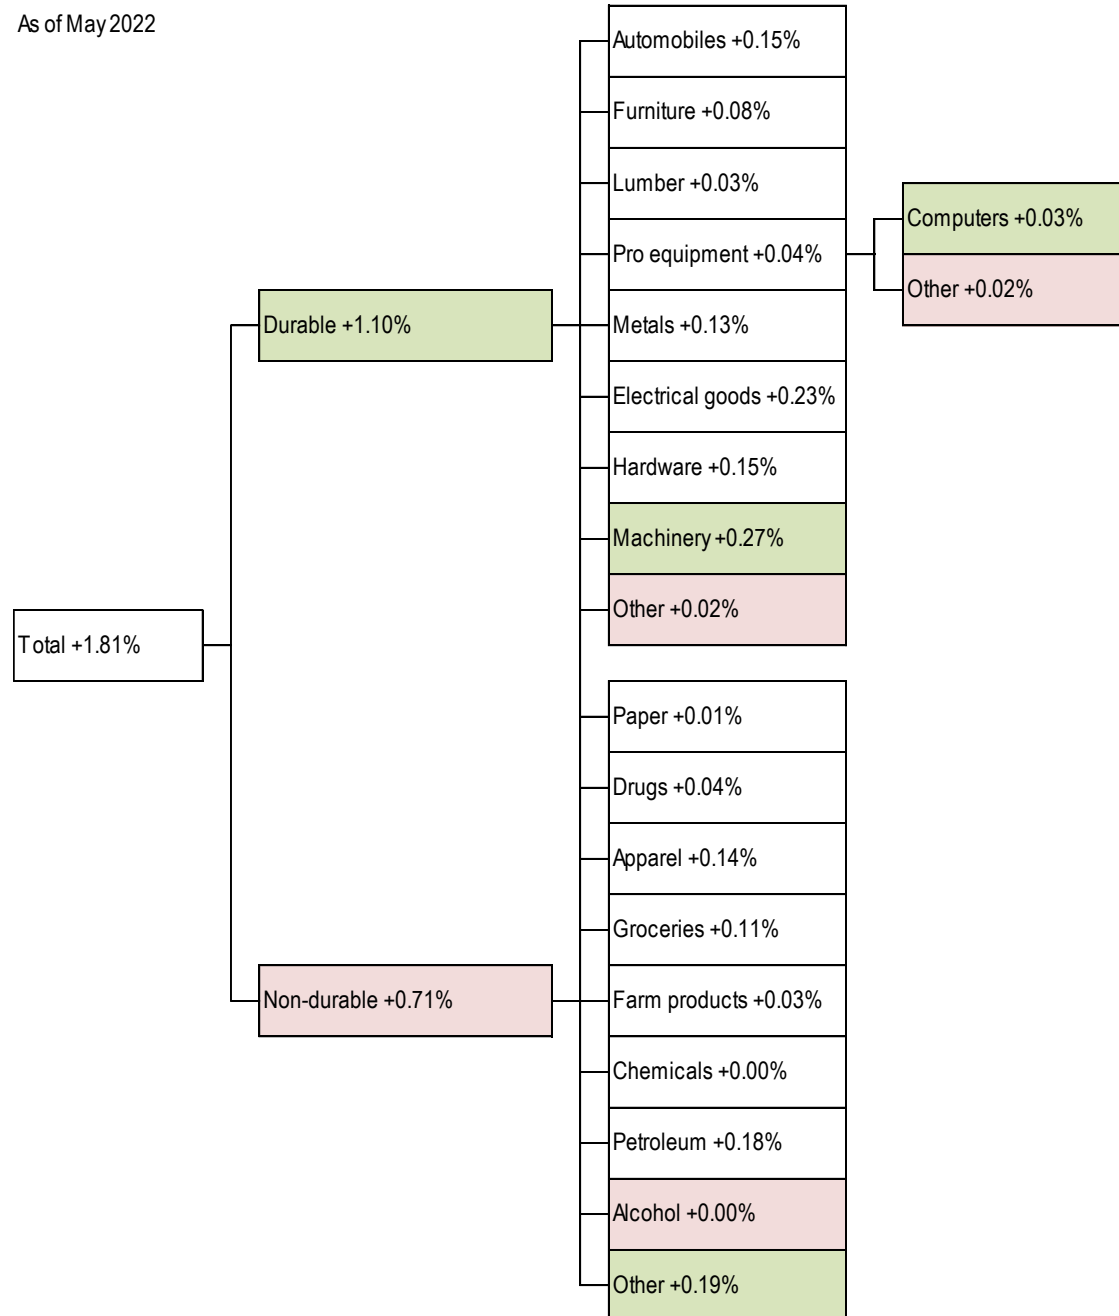 As of May 2022
Total +1.81%
Durable +1.10%
Non-durable +0.71%
Automobiles +0.15%
Furniture +0.08%
Lumber +0.03%
Pro equipment +0.04%
Metals +0.13%
Electrical goods +0.23%
Hardware +0.15%
Machinery +0.27%
Other +0.02%
Computers +0.03%
Other +0.02%
Paper +0.01%
Drugs +0.04%
Apparel +0.14%
Groceries +0.11%
Farm products +0.03%
Chemicals +0.00%
Petroleum +0.18%
Alcohol +0.00%
Other +0.19%